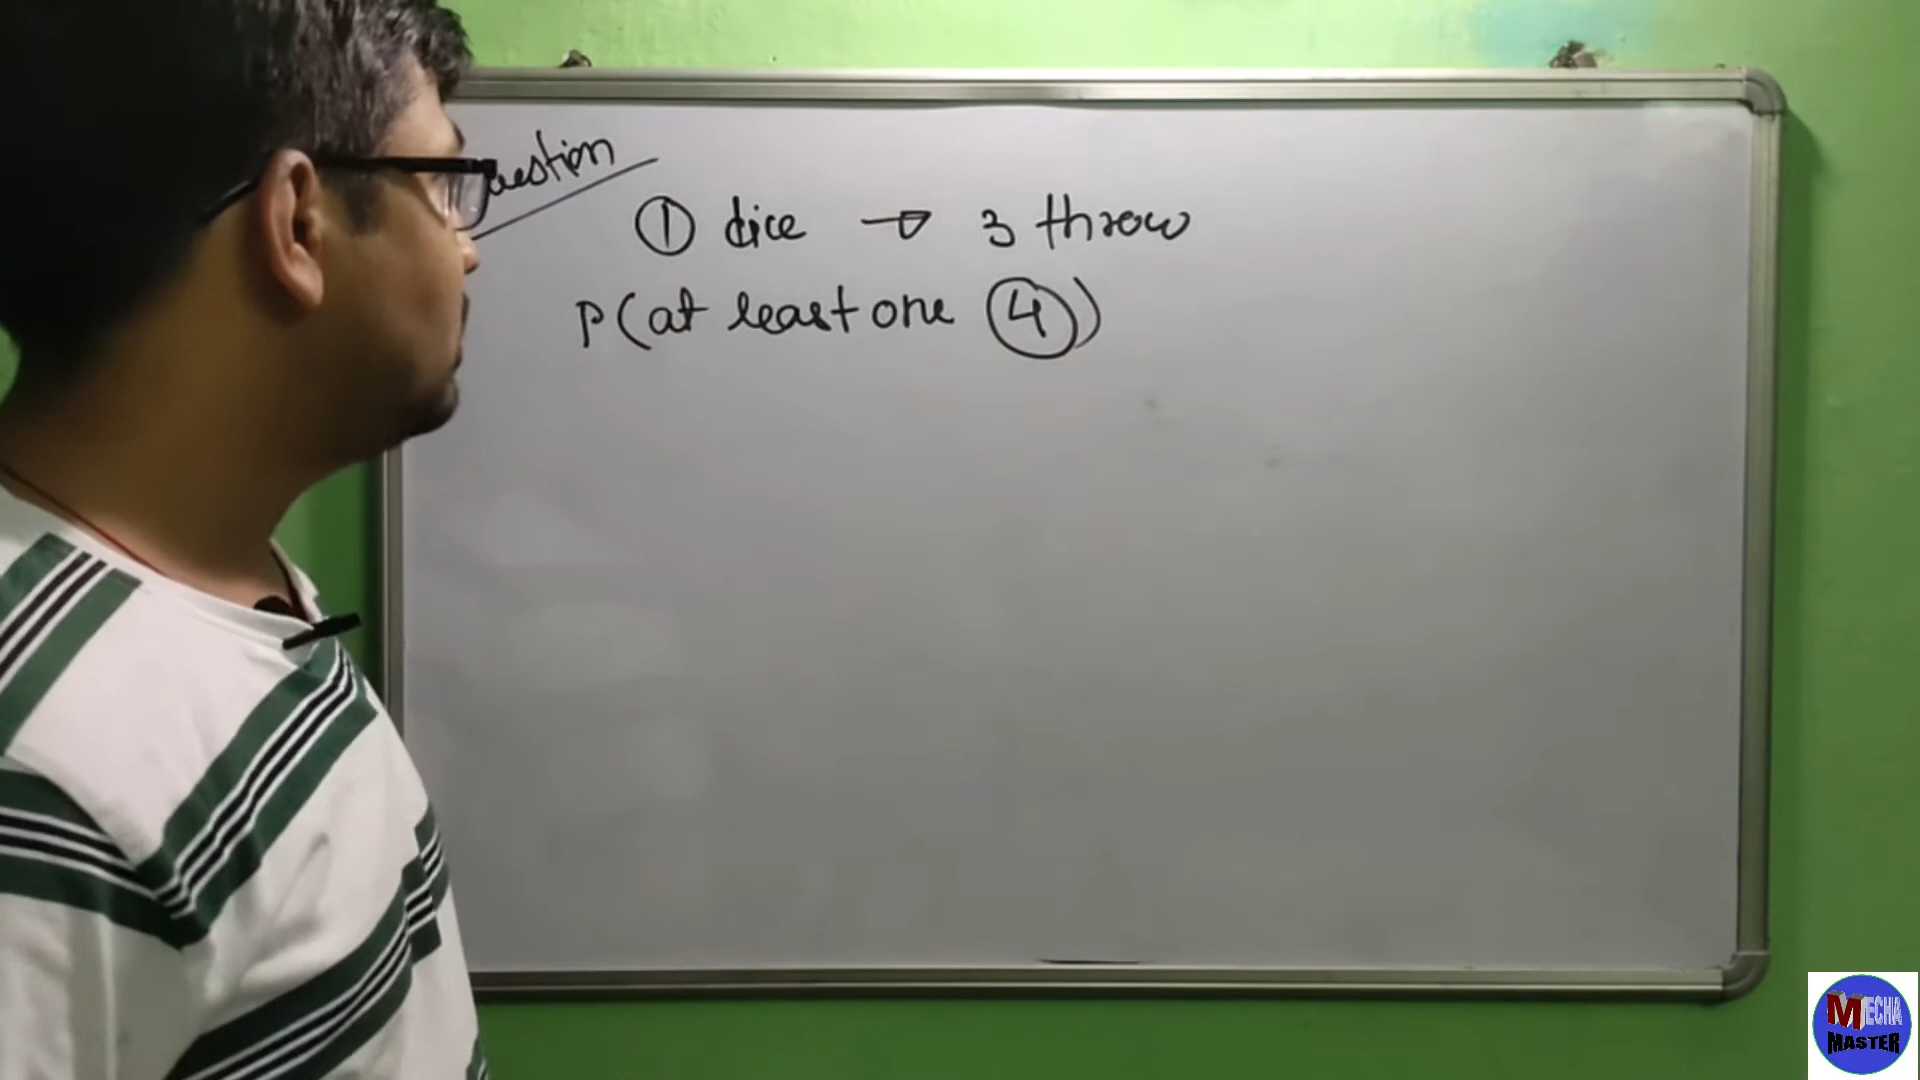 uestion
① dice → 3 throw
P(at least one ④)
MECHA
MASTER